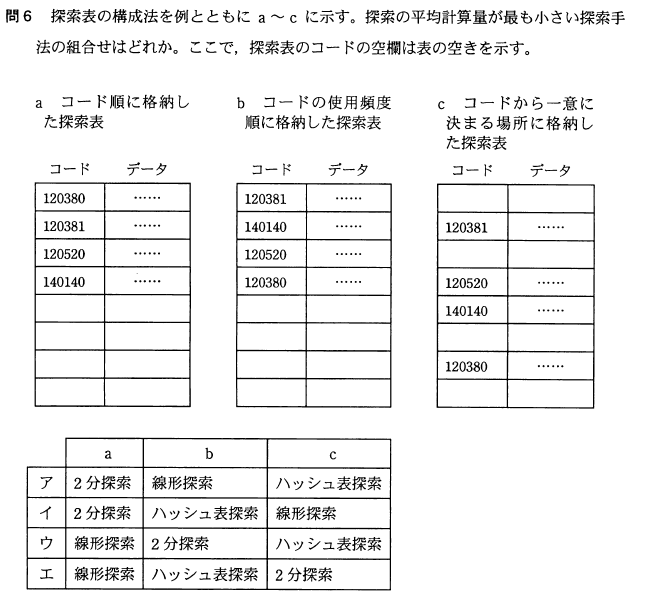 問6 探索表の構成法を例とともに a ~ c に示す。探索の平均計算量が最も小さい探索手
法の組合せはどれか。ここで,探索表のコードの空欄は表の空きを示す。
a コード順に格納し
た探索表
コード データ
120380 ……
120381 ……
120520 ……
140140 ……
b コードの使用頻度
順に格納した探索表
コード データ
120381 ……
140140 ……
120520 ……
120380 ……
c コードから一意に
決まる場所に格納し
た探索表
コード データ
120381 ……
120520 ……
140140 ……
120380 ……
a b c
ア 2分探索 線形探索 ハッシュ表探索
イ 2分探索 ハッシュ表探索 線形探索
ウ 線形探索 2分探索 ハッシュ表探索
エ 線形探索 ハッシュ表探索 2分探索